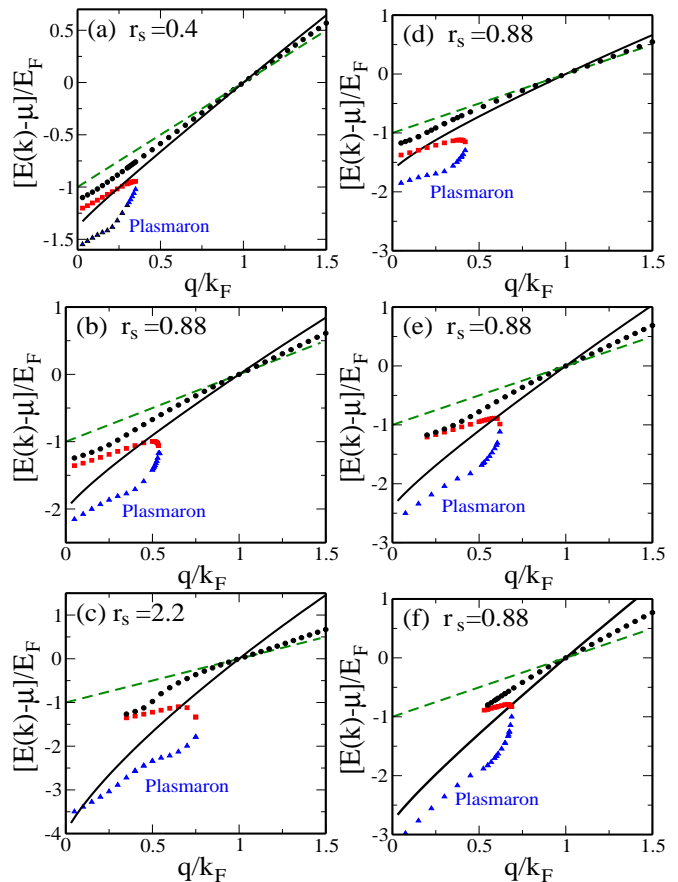 (a) r_s=0.4
[E(k)-μ]/E_F
0.5
0
-0.5
-1
-1.5
Plasmaron
0 0.5 1 1.5
q/k_F
(d) r_s=0.88
[E(k)-μ]/E_F
1
0
-1
-2
-3
Plasmaron
0 0.5 1 1.5
q/k_F
(b) r_s=0.88
[E(k)-μ]/E_F
1
0
-1
-2
Plasmaron
0 0.5 1 1.5
q/k_F
(e) r_s=0.88
[E(k)-μ]/E_F
1
0
-1
-2
-3
Plasmaron
0 0.5 1 1.5
q/k_F
(c) r_s=2.2
[E(k)-μ]/E_F
1
0
-1
-2
-3
-4
Plasmaron
0 0.5 1 1.5
q/k_F
(f) r_s=0.88
[E(k)-μ]/E_F
1
0
-1
-2
-3
Plasmaron
0 0.5 1 1.5
q/k_F